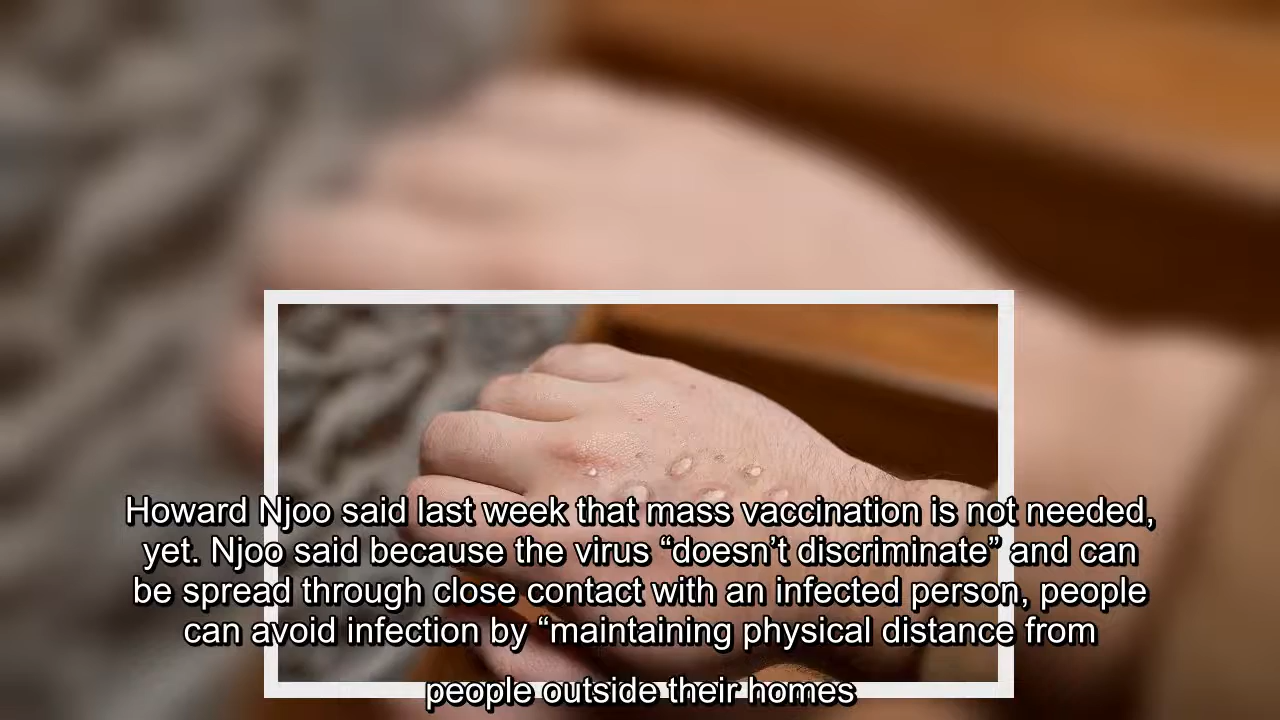 Howard Njoo said last week that mass vaccination is not needed,
yet. Njoo said because the virus “doesn’t discriminate” and can
be spread through close contact with an infected person, people
can avoid infection by “maintaining physical distance from
people outside their homes